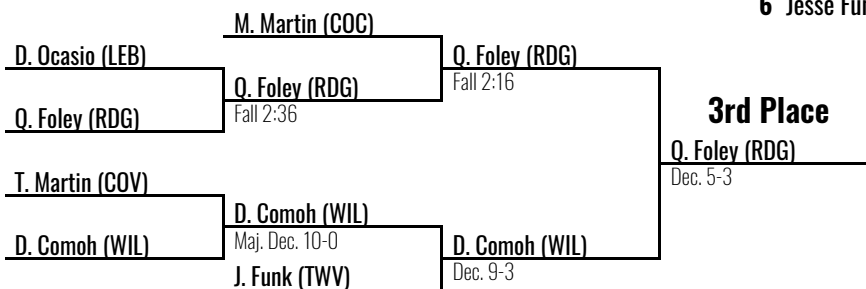 6 Jesse
M. Martin (COC)
D. Ocasio (LEB)
Q. Foley (RDG)
Fall 2:16
Q. Foley (RDG)
Fall 2:36
Q. Foley (RDG)
3rd Place
Q. Foley (RDG)
Dec. 5-3
T. Martin (COV)
D. Comoh (WIL)
Maj. Dec. 10-0
D. Comoh (WIL)
D. Comoh (WIL)
Dec. 9-3
J. Funk (TWV)